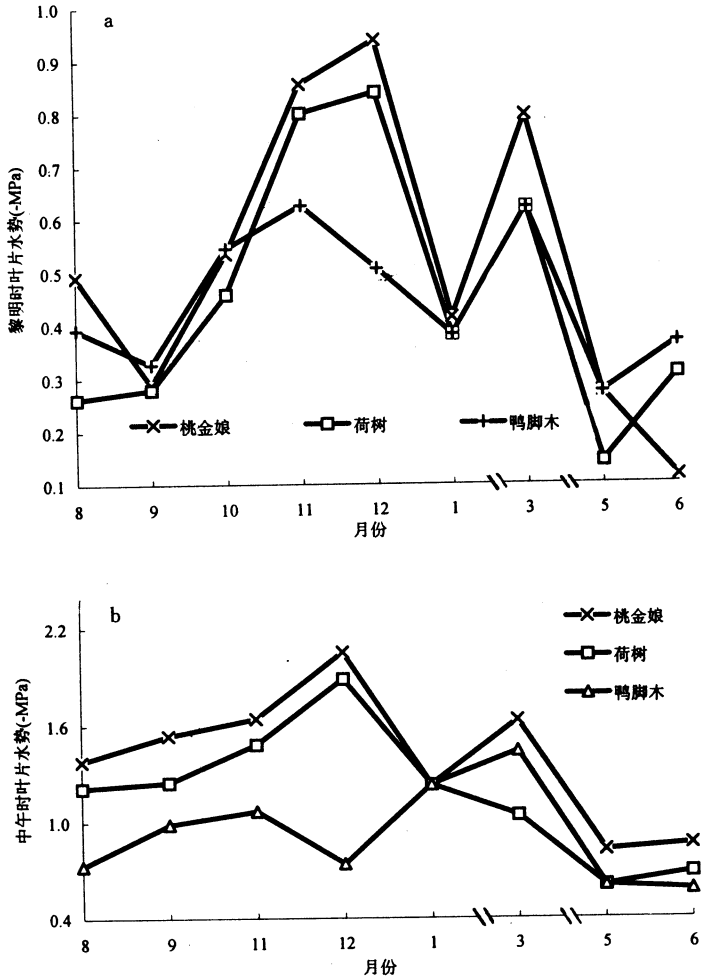 a
1.0
0.9
0.8
0.7
0.6
0.5
0.4
0.3
0.2
0.1
黎明时叶片水势(-MPa)
桃金娘 荷树 鸭脚木
8 9 10 11 12 1 3 5 6
月份
b
2.2
1.6
1.0
0.4
中午时叶片水势(-MPa)
桃金娘
荷树
鸭脚木
8 9 11 12 1 3 5 6
月份